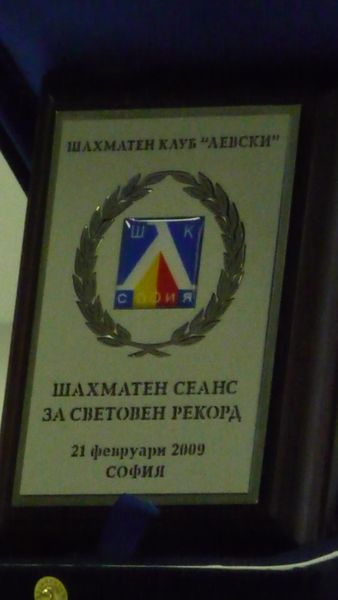 ШАХМАТЕН КЛУБ "ЛЕВСКИ"
Ш К
СОФИЯ
ШАХМАТЕН СЕАНС
ЗА СВЕТОВЕН РЕКОРД
21 февруари 2009
СОФИЯ